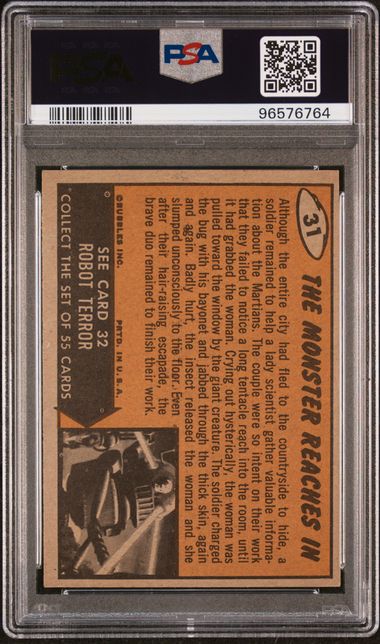 PSA
PSA
96576764
31
THE MONSTER REACHES IN
Although the entire city had fled to the countryside to hide, a
soldier remained to help a lady scientist gather valuable informa-
tion about the Martians. The couple were so intent on their work
that they failed to notice a long tentacle reach into the room until
it had grabbed the woman. Crying out hysterically, the woman was
pulled toward the window by the giant creature. The soldier charged
the bug with his bayonet and jabbed through the thick skin, again
and again. Badly hurt, the insect released the woman and she
slumped unconsciously to the floor. Even
after their hair-raising escapade, the
brave duo remained to finish their work.
©BUBBLES INC. PRTD. IN U.S.A.
SEE CARD 32
ROBOT TERROR
COLLECT THE SET OF 55 CARDS